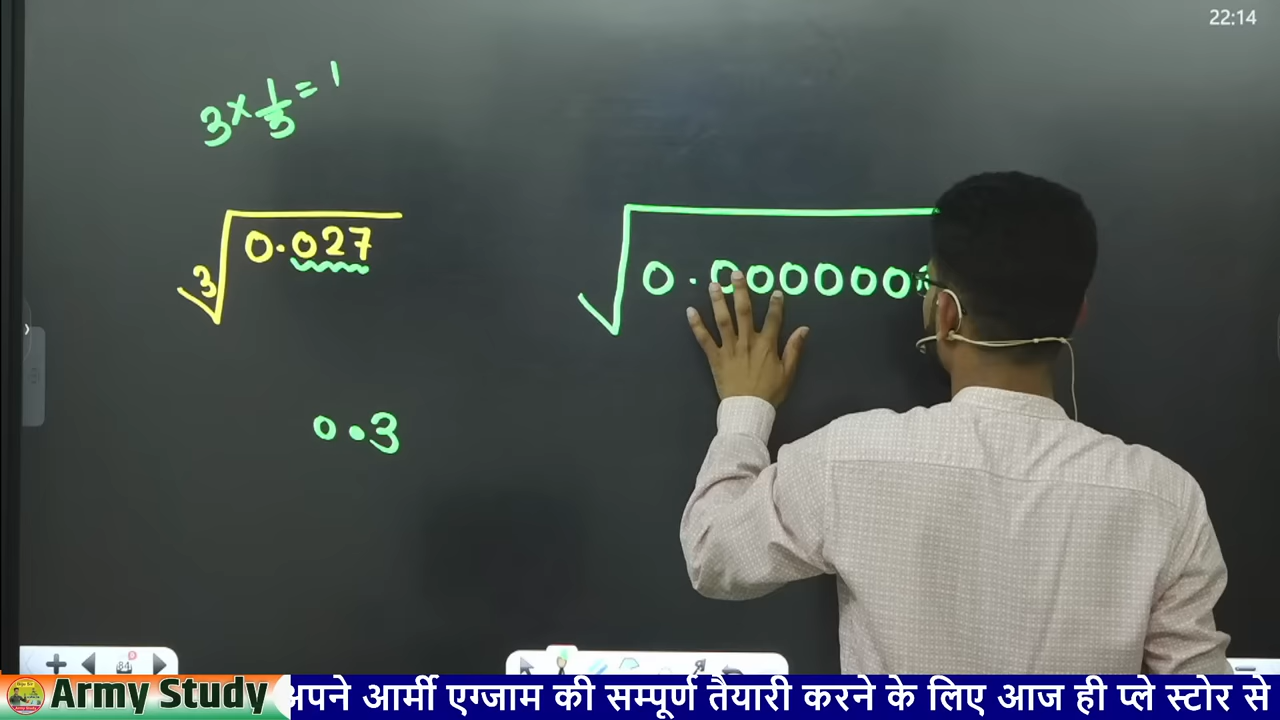 22:14
3 × 1/3 = 1
∛0.027
√0.000000
0.3
84
Army Study
अपने आर्मी एग्जाम की सम्पूर्ण तैयारी करने के लिए आज ही प्ले स्टोर से